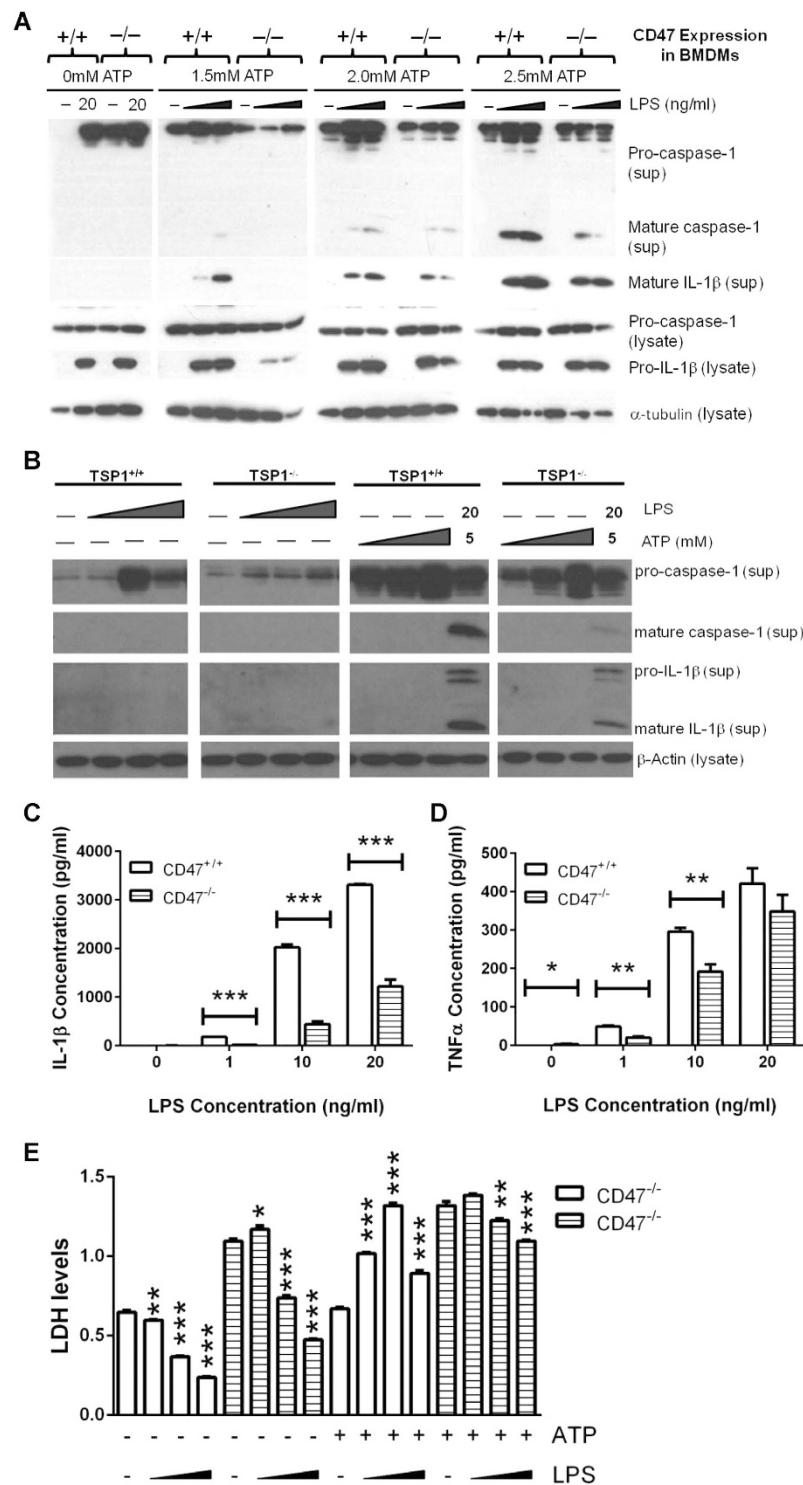 A
+/+ −/− +/+ −/− +/+ −/− +/+ −/− CD47 Expression
in BMDMs
0mM ATP 1.5mM ATP 2.0mM ATP 2.5mM ATP
− 20 − 20 − − − − − − LPS (ng/ml)
Pro-caspase-1
(sup)
Mature caspase-1
(sup)
Mature IL-1β (sup)
Pro-caspase-1
(lysate)
Pro-IL-1β (lysate)
α-tubulin (lysate)
B
TSP1+/+ TSP1-/- TSP1+/+ TSP1-/-
— — — — — 20 — — — 20 LPS
— — — — — — — — 5 5 ATP (mM)
pro-caspase-1 (sup)
mature caspase-1 (sup)
pro-IL-1β (sup)
mature IL-1β (sup)
β-Actin (lysate)
C
IL-1β Concentration (pg/ml)
4000
3000
2000
1000
0
CD47+/+
CD47-/-
***
***
***
0 1 10 20
LPS Concentration (ng/ml)
D
TNFα Concentration (pg/ml)
500
400
300
200
100
0
CD47+/+
CD47-/-
*
**
**
0 1 10 20
LPS Concentration (ng/ml)
E
LDH levels
1.5
1.0
0.5
0.0
** *** *** * *** *** *** *** *** ** ***
CD47-/-
CD47-/-
- - - - - - - - + + + + + + + + ATP
- - - - LPS